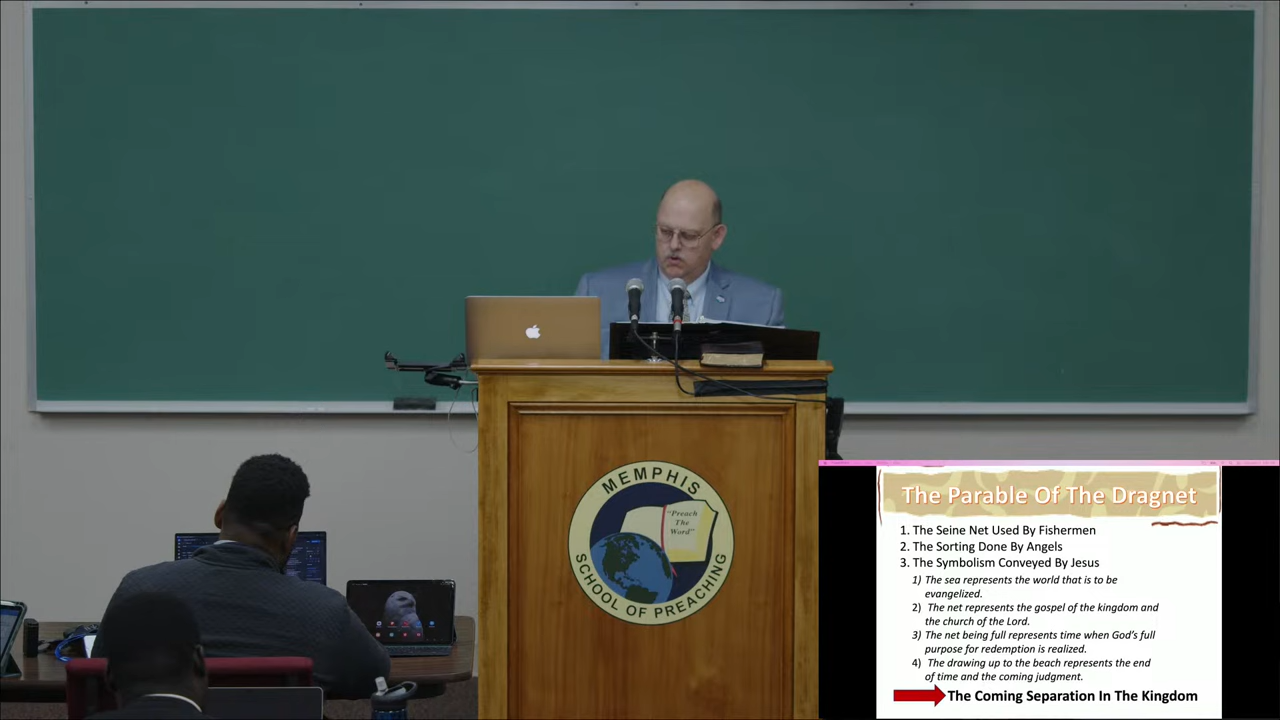 MEMPHIS
"Preach
The
Word"
SCHOOL OF PREACHING
The Parable Of The Dragnet
1. The Seine Net Used By Fishermen
2. The Sorting Done By Angels
3. The Symbolism Conveyed By Jesus
1) The sea represents the world that is to be
evangelized.
2) The net represents the gospel of the kingdom and
the church of the Lord.
3) The net being full represents time when God's full
purpose for redemption is realized.
4) The drawing up to the beach represents the end
of time and the coming judgment.
The Coming Separation In The Kingdom